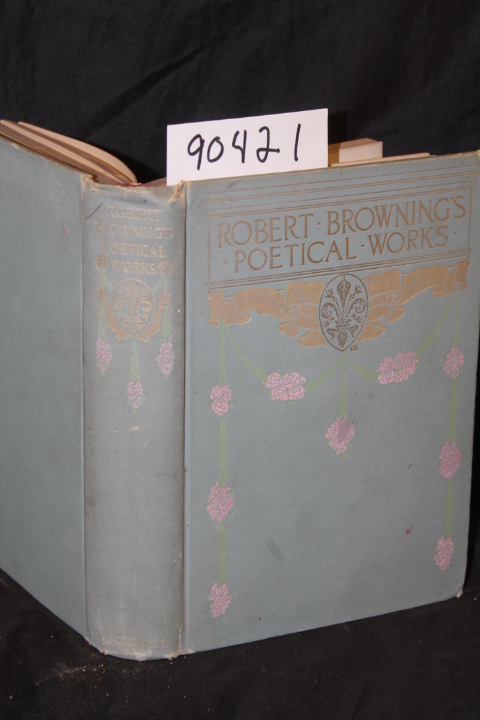 90421
ROBERT · BROWNING'S
· POETICAL · WORKS ·
ROBERT
BROWNING'S
POETICAL
WORKS